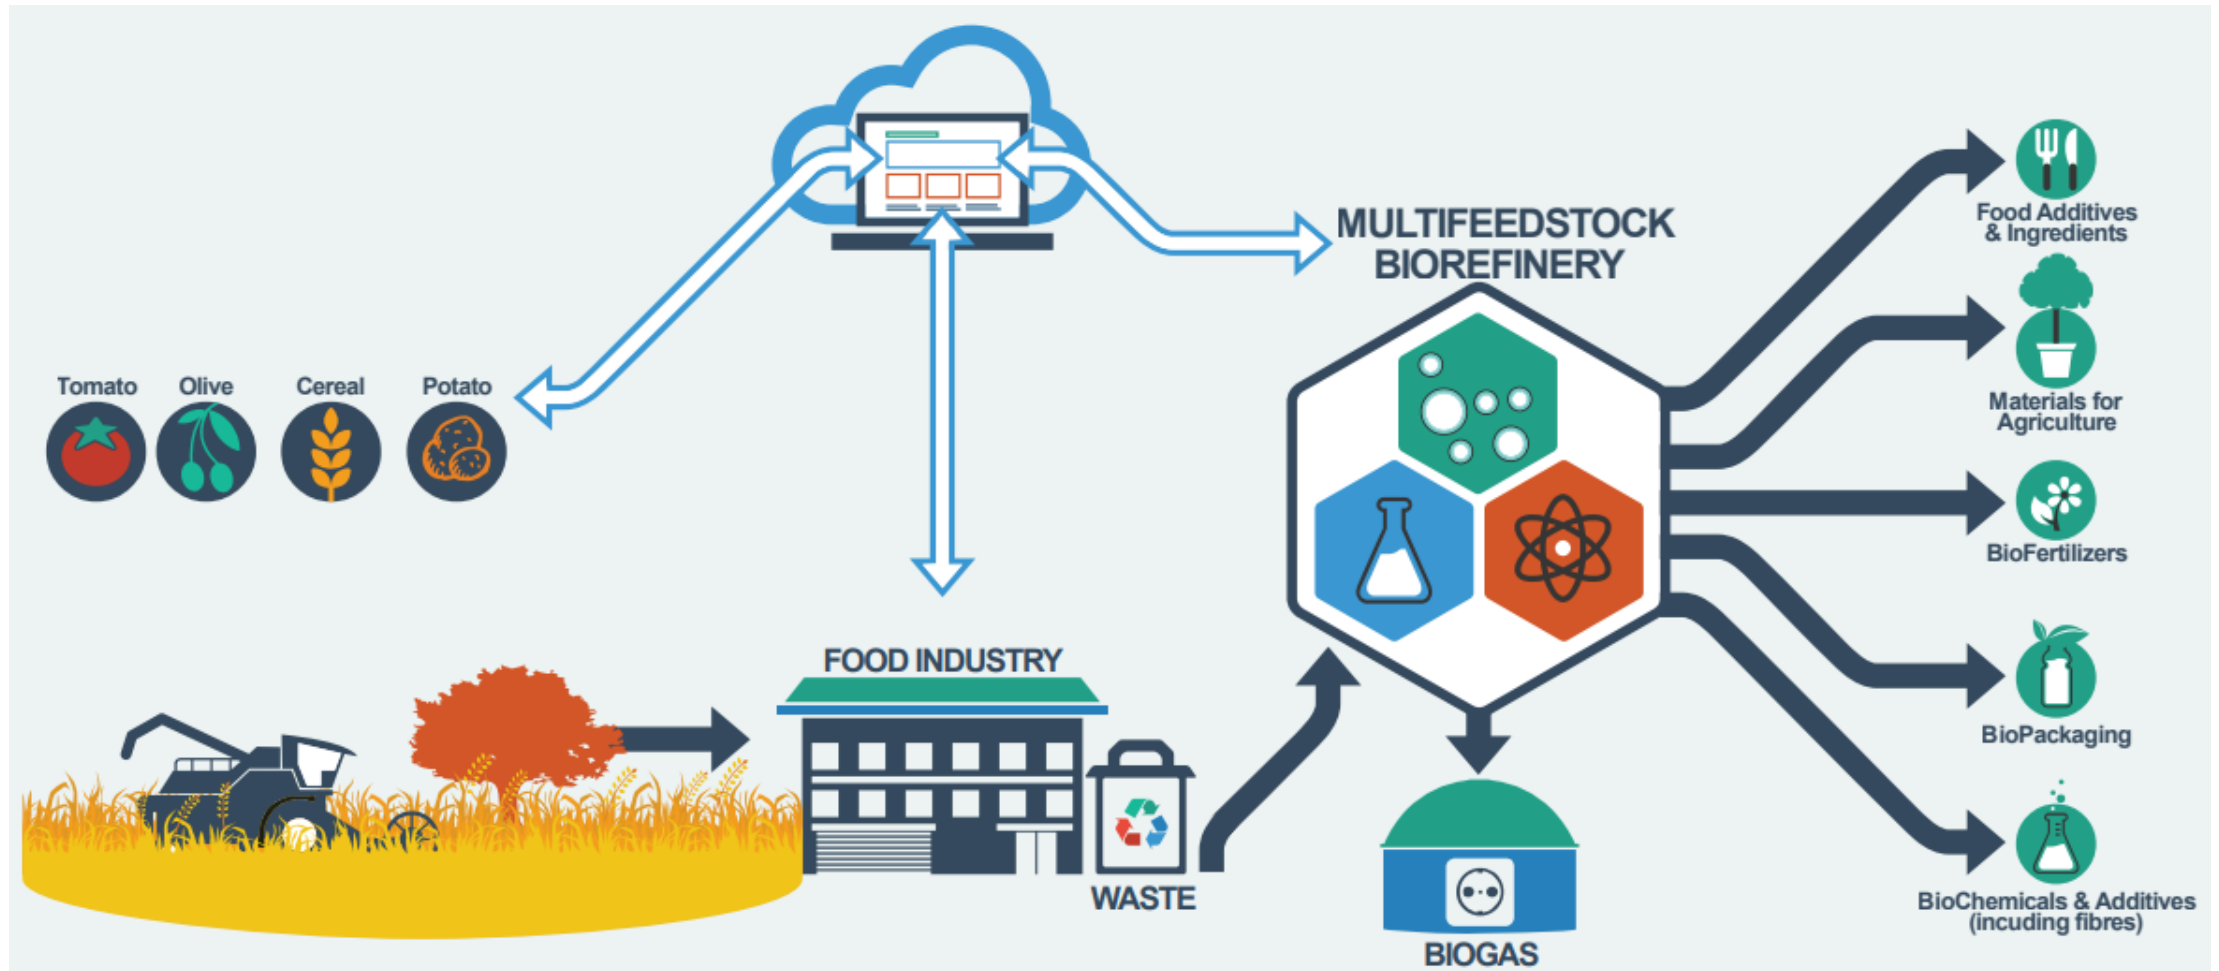 MULTIFEEDSTOCK
BIOREFINERY
Food Additives
& Ingredients
Materials for
Agriculture
Tomato
Olive
Cereal
Potato
BioFertilizers
FOOD INDUSTRY
BioPackaging
WASTE
BIOGAS
BioChemicals & Additives
(incuding fibres)